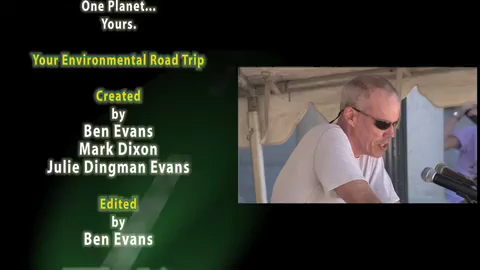 One Planet...
Yours.
Your Environmental Road Trip
Created
by
Ben Evans
Mark Dixon
Julie Dingman Evans
Edited
by
Ben Evans